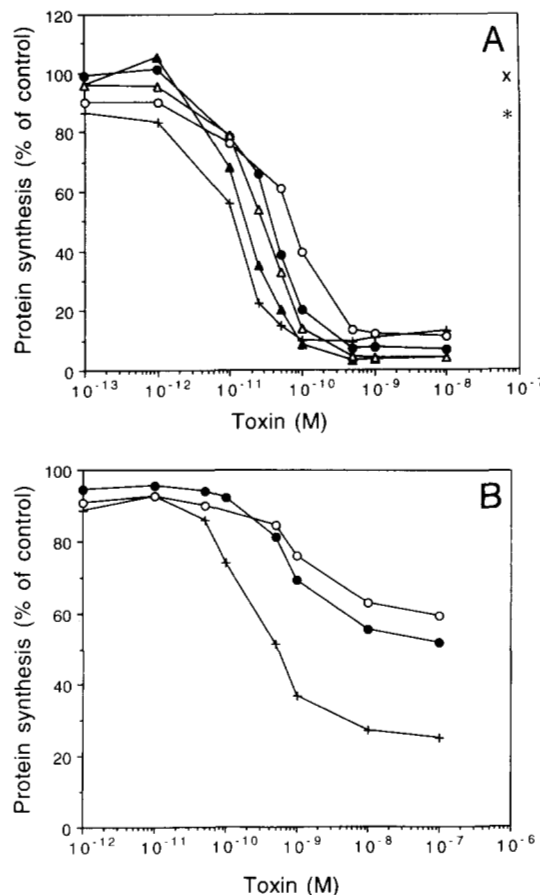 A
Protein synthesis (% of control)
120
100
80
60
40
20
0
10⁻¹³ 10⁻¹² 10⁻¹¹ 10⁻¹⁰ 10⁻⁹ 10⁻⁸ 10⁻⁷
Toxin (M)
x
*
B
Protein synthesis (% of control)
100
80
60
40
20
0
10⁻¹² 10⁻¹¹ 10⁻¹⁰ 10⁻⁹ 10⁻⁸ 10⁻⁷ 10⁻⁶
Toxin (M)